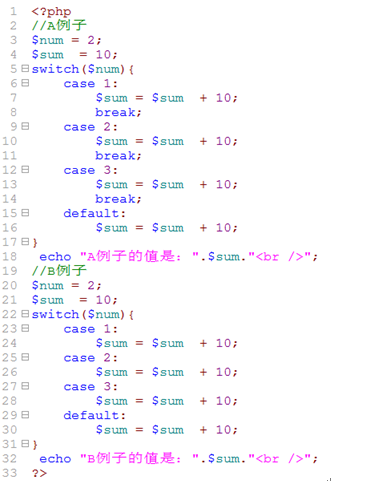 1 <?php
2 //A例子
3 $num = 2;
4 $sum  = 10;
5 switch($num){
6     case 1:
7         $sum = $sum  + 10;
8         break;
9     case 2:
10         $sum = $sum  + 10;
11         break;
12     case 3:
13         $sum = $sum  + 10;
14         break;
15     default:
16         $sum = $sum  + 10;
17 }
18  echo "A例子的值是：".$sum."<br />";
19 //B例子
20 $num = 2;
21 $sum  = 10;
22 switch($num){
23     case 1:
24         $sum = $sum  + 10;
25     case 2:
26         $sum = $sum  + 10;
27     case 3:
28         $sum = $sum  + 10;
29     default:
30         $sum = $sum  + 10;
31 }
32  echo "B例子的值是：".$sum."<br />";
33 ?>